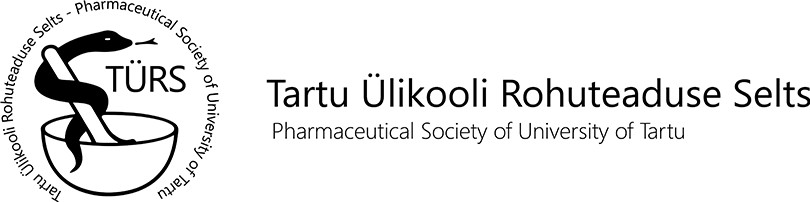 Tartu Ülikooli Rohuteaduse Selts - Pharmaceutical Society of University of Tartu
TÜRS
Tartu Ülikooli Rohuteaduse Selts
Pharmaceutical Society of University of Tartu